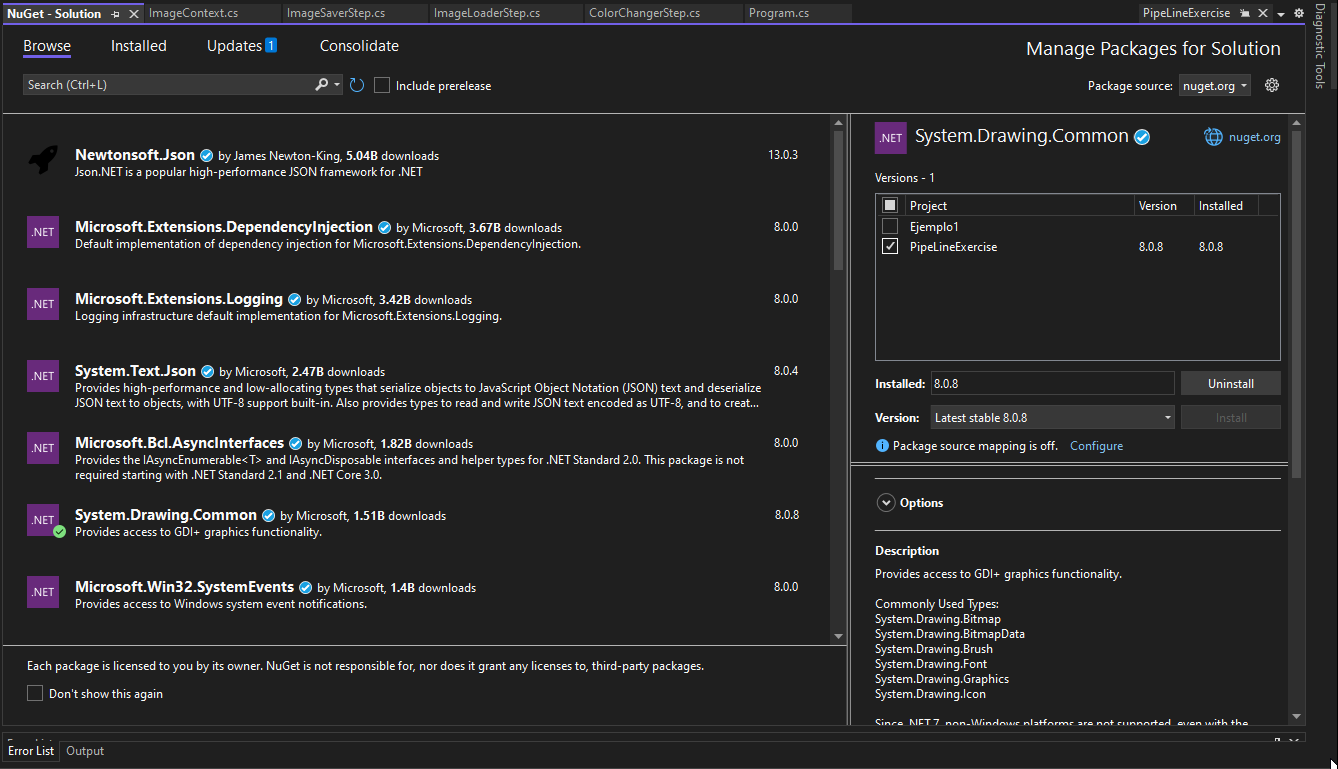 NuGet - Solution
ImageContext.cs
ImageSaverStep.cs
ImageLoaderStep.cs
ColorChangerStep.cs
Program.cs
PipeLineExercise
Diagnostic Tools
Browse
Installed
Updates 1
Consolidate
Manage Packages for Solution
Search (Ctrl+L)
Include prerelease
Package source: nuget.org
.NET
Newtonsoft.Json by James Newton-King, 5.04B downloads
13.0.3
Json.NET is a popular high-performance JSON framework for .NET
.NET
Microsoft.Extensions.DependencyInjection by Microsoft, 3.67B downloads
8.0.0
Default implementation of dependency injection for Microsoft.Extensions.DependencyInjection.
.NET
Microsoft.Extensions.Logging by Microsoft, 3.42B downloads
8.0.0
Logging infrastructure default implementation for Microsoft.Extensions.Logging.
.NET
System.Text.Json by Microsoft, 2.47B downloads
8.0.4
Provides high-performance and low-allocating types that serialize objects to JavaScript Object Notation (JSON) text and deserialize
JSON text to objects, with UTF-8 support built-in. Also provides types to read and write JSON text encoded as UTF-8, and to creat...
.NET
Microsoft.Bcl.AsyncInterfaces by Microsoft, 1.82B downloads
8.0.0
Provides the IAsyncEnumerable<T> and IAsyncDisposable interfaces and helper types for .NET Standard 2.0. This package is not
required starting with .NET Standard 2.1 and .NET Core 3.0.
.NET
System.Drawing.Common by Microsoft, 1.51B downloads
8.0.8
Provides access to GDI+ graphics functionality.
.NET
Microsoft.Win32.SystemEvents by Microsoft, 1.4B downloads
8.0.0
Provides access to Windows system event notifications.
Each package is licensed to you by its owner. NuGet is not responsible for, nor does it grant any licenses to, third-party packages.
Don't show this again
System.Drawing.Common
nuget.org
Versions - 1
Project Version Installed
Ejemplo1
PipeLineExercise 8.0.8 8.0.8
Installed: 8.0.8 Uninstall
Version: Latest stable 8.0.8 Install
Package source mapping is off. Configure
Options
Description
Provides access to GDI+ graphics functionality.
Commonly Used Types:
System.Drawing.Bitmap
System.Drawing.BitmapData
System.Drawing.Brush
System.Drawing.Font
System.Drawing.Graphics
System.Drawing.Icon
Since .NET 7, non-Windows platforms are not supported, even with the
Error List
Output